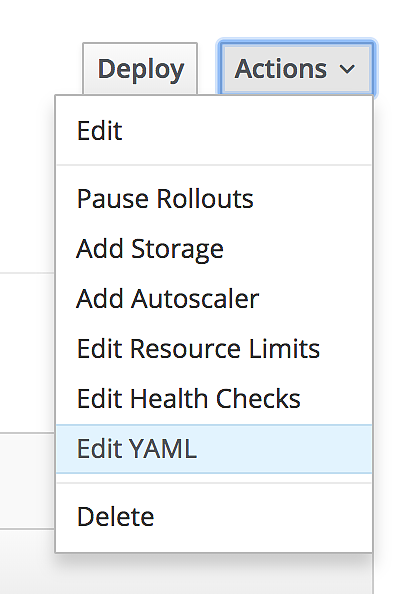 Deploy Actions
Edit
Pause Rollouts
Add Storage
Add Autoscaler
Edit Resource Limits
Edit Health Checks
Edit YAML
Delete